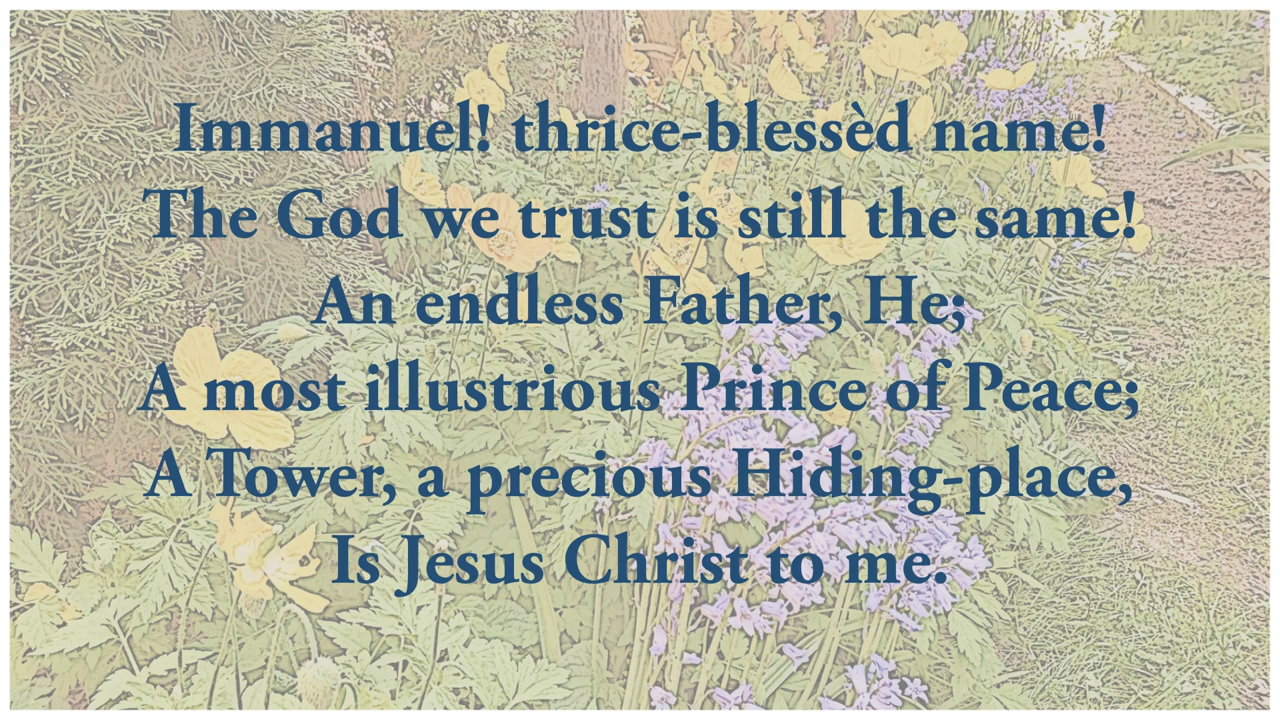 Immanuel! thrice-blessèd name!
The God we trust is still the same!
An endless Father, He;
A most illustrious Prince of Peace;
A Tower, a precious Hiding-place,
Is Jesus Christ to me.